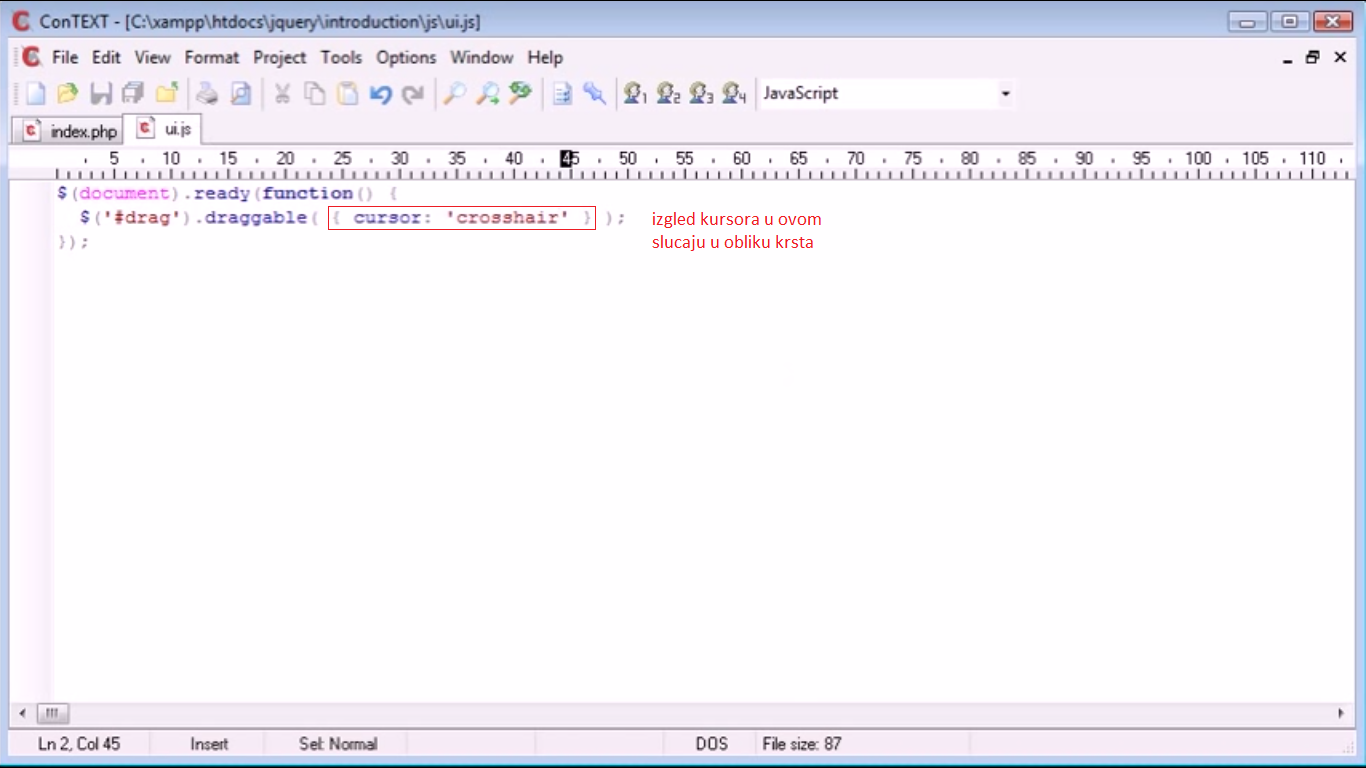 ConTEXT - [C:\xampp\htdocs\jquery\introduction\js\ui.js]
File Edit View Format Project Tools Options Window Help
JavaScript
index.php ui.js
5 10 15 20 25 30 35 40 45 50 55 60 65 70 75 80 85 90 95 100 105 110
$(document).ready(function() {
$('#drag').draggable( { cursor: 'crosshair' } ); izgled kursora u ovom
}); slucaju u obliku krsta
Ln 2, Col 45 Insert Sel: Normal DOS File size: 87